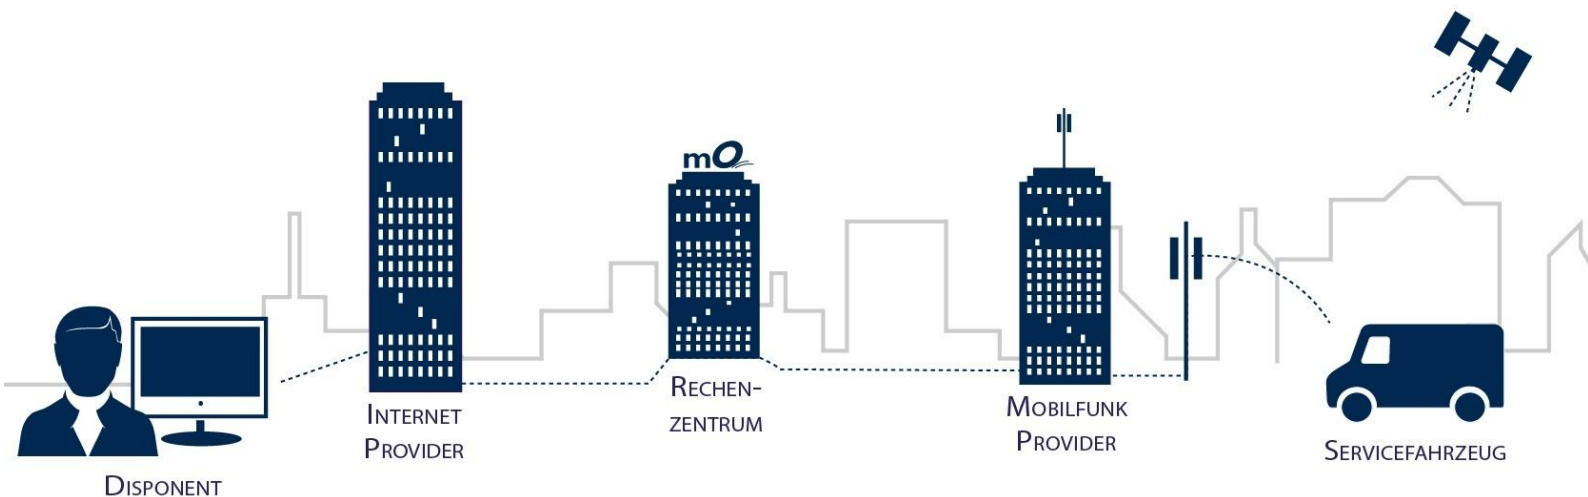 mO
DISPONENT
INTERNET
PROVIDER
RECHEN-
ZENTRUM
MOBILFUNK
PROVIDER
SERVICEFAHRZEUG